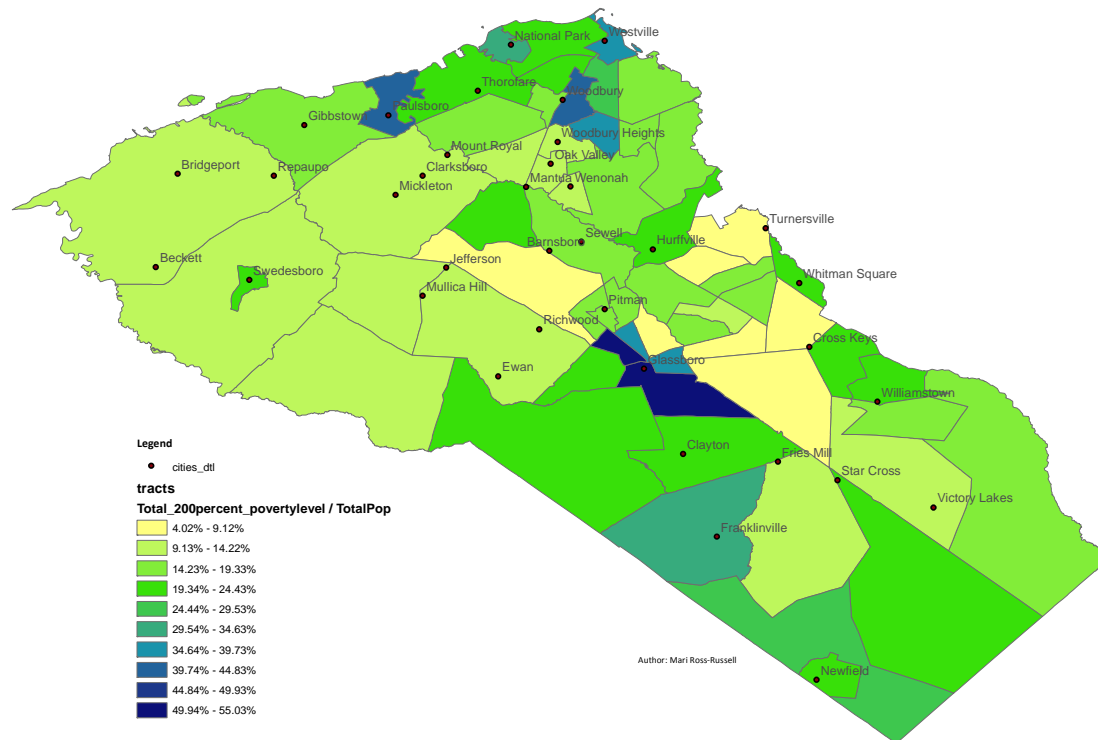 National Park
Westville
Thorofare
Woodbury
Paulsboro
Gibbstown
Woodbury Heights
Mount Royal
Oak Valley
Bridgeport
Repaupo
Clarksboro
Mantua
Wenonah
Mickleton
Turnersville
Sewell
Barnsboro
Hurffville
Beckett
Swedesboro
Jefferson
Whitman Square
Mullica Hill
Pitman
Richwood
Cross Keys
Glassboro
Ewan
Williamstown
Legend
cities_dtl
Clayton
Fries Mill
Star Cross
tracts
Total_200percent_povertylevel / TotalPop
Victory Lakes
4.02% - 9.12%
9.13% - 14.22%
Franklinville
14.23% - 19.33%
19.34% - 24.43%
24.44% - 29.53%
29.54% - 34.63%
34.64% - 39.73%
Author: Mari Ross-Russell
39.74% - 44.83%
Newfield
44.84% - 49.93%
49.94% - 55.03%